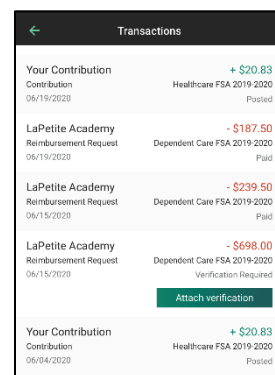 Transactions
Your Contribution + $20.83
Contribution Healthcare FSA 2019-2020
06/19/2020 Posted
LaPetite Academy - $187.50
Reimbursement Request Dependent Care FSA 2019-2020
06/19/2020 Paid
LaPetite Academy - $239.50
Reimbursement Request Dependent Care FSA 2019-2020
06/15/2020 Paid
LaPetite Academy - $698.00
Reimbursement Request Dependent Care FSA 2019-2020
06/15/2020 Verification Required
Attach verification
Your Contribution + $20.83
Contribution Healthcare FSA 2019-2020
06/04/2020 Posted